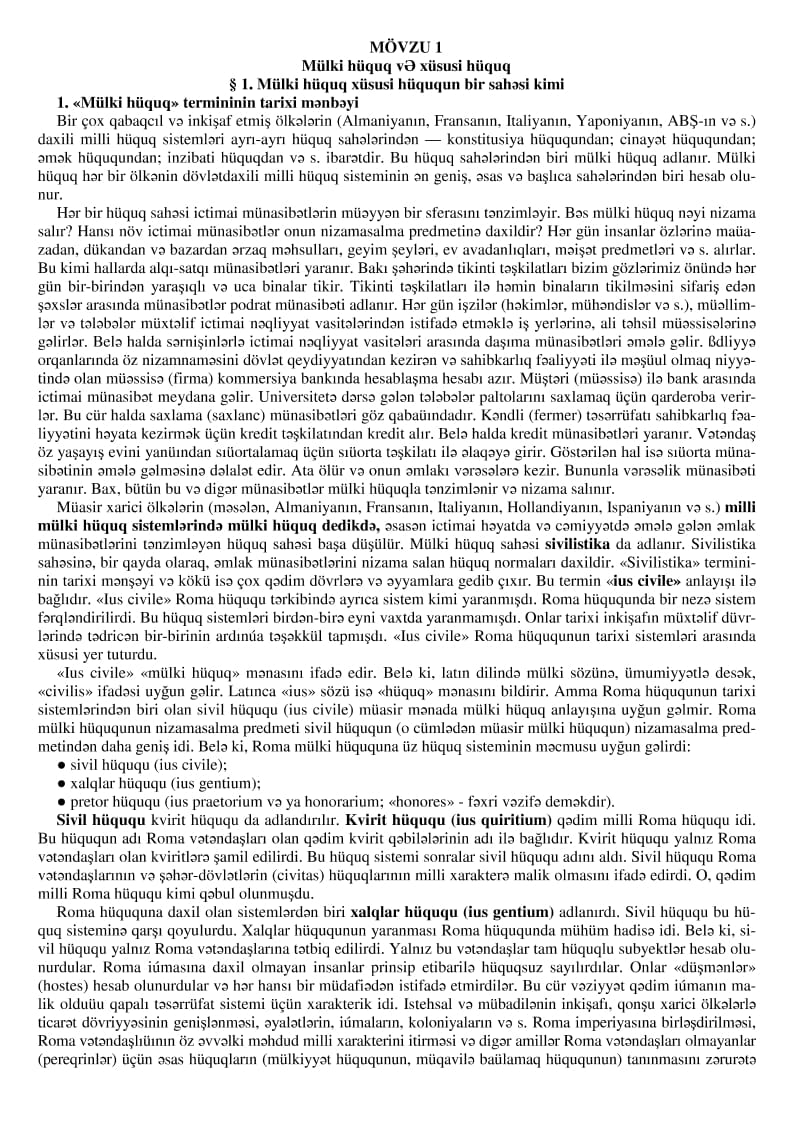 MÖVZU 1
Mülki hüquq vƏ xüsusi hüquq
§ 1. Mülki hüquq xüsusi hüququn bir sahəsi kimi
1. «Mülki hüquq» termininin tarixi mənbəyi
Bir çox qabaqcıl və inkişaf etmiş ölkələrin (Almaniyanın, Fransanın, Italiyanın, Yaponiyanın, ABŞ-ın və s.)
daxili milli hüquq sistemləri ayrı-ayrı hüquq sahələrindən — konstitusiya hüququndan; cinayət hüququndan;
əmək hüququndan; inzibati hüquqdan və s. ibarətdir. Bu hüquq sahələrindən biri mülki hüquq adlanır. Mülki
hüquq hər bir ölkənin dövlətdaxili milli hüquq sisteminin ən geniş, əsas və başlıca sahələrindən biri hesab olu-
nur.
Hər bir hüquq sahəsi ictimai münasibətlərin müəyyən bir sferasını tənzimləyir. Bəs mülki hüquq nəyi nizama
salır? Hansı növ ictimai münasibətlər onun nizamasalma predmetinə daxildir? Hər gün insanlar özlərinə maüa-
zadan, dükandan və bazardan ərzaq məhsulları, geyim şeyləri, ev avadanlıqları, məişət predmetləri və s. alırlar.
Bu kimi hallarda alqı-satqı münasibətləri yaranır. Bakı şəhərində tikinti təşkilatları bizim gözlərimiz önündə hər
gün bir-birindən yaraşıqlı və uca binalar tikir. Tikinti təşkilatları ilə həmin binaların tikilməsini sifariş edən
şəxslər arasında münasibətlər podrat münasibəti adlanır. Hər gün işzilər (həkimlər, mühəndislər və s.), müəllim-
lər və tələbələr müxtəlif ictimai nəqliyyat vasitələrindən istifadə etməklə iş yerlərinə, ali təhsil müəssisələrinə
gəlirlər. Belə halda sərnişinlərlə ictimai nəqliyyat vasitələri arasında daşıma münasibətləri əmələ gəlir. ßdliyyə
orqanlarında öz nizamnaməsini dövlət qeydiyyatından kezirən və sahibkarlıq fəaliyyəti ilə məşüul olmaq niyyə-
tində olan müəssisə (firma) kommersiya bankında hesablaşma hesabı azır. Müştəri (müəssisə) ilə bank arasında
ictimai münasibət meydana gəlir. Universitetə dərsə gələn tələbələr paltolarını saxlamaq üçün qarderoba verir-
lər. Bu cür halda saxlama (saxlanc) münasibətləri göz qabaüındadır. Kəndli (fermer) təsərrüfatı sahibkarlıq fəa-
liyyətini həyata kezirmək üçün kredit təşkilatından kredit alır. Belə halda kredit münasibətləri yaranır. Vətəndaş
öz yaşayış evini yanüından sıüortalamaq üçün sıüorta təşkilatı ilə əlaqəyə girir. Göstərilən hal isə sıüorta müna-
sibətinin əmələ gəlməsinə dəlalət edir. Ata ölür və onun əmlakı vərəsələrə kezir. Bununla vərəsəlik münasibəti
yaranır. Bax, bütün bu və digər münasibətlər mülki hüquqla tənzimlənir və nizama salınır.
Müasir xarici ölkələrin (məsələn, Almaniyanın, Fransanın, Italiyanın, Hollandiyanın, Ispaniyanın və s.) milli
mülki hüquq sistemlərində mülki hüquq dedikdə, əsasən ictimai həyatda və cəmiyyətdə əmələ gələn əmlak
münasibətlərini tənzimləyən hüquq sahəsi başa düşülür. Mülki hüquq sahəsi sivilistika da adlanır. Sivilistika
sahəsinə, bir qayda olaraq, əmlak münasibətlərini nizama salan hüquq normaları daxildir. «Sivilistika» termini-
nin tarixi mənşəyi və kökü isə çox qədim dövrlərə və əyyamlara gedib çıxır. Bu termin «ius civile» anlayışı ilə
bağlıdır. «Ius civile» Roma hüququ tərkibində ayrıca sistem kimi yaranmışdı. Roma hüququnda bir nezə sistem
fərqləndirilirdi. Bu hüquq sistemləri birdən-birə eyni vaxtda yaranmamışdı. Onlar tarixi inkişafın müxtəlif düvr-
lərində tədricən bir-birinin ardınúa təşəkkül tapmışdı. «Ius civile» Roma hüququnun tarixi sistemləri arasında
xüsusi yer tuturdu.
«Ius civile» «mülki hüquq» mənasını ifadə edir. Belə ki, latın dilində mülki sözünə, ümumiyyətlə desək,
«civilis» ifadəsi uyğun gəlir. Latınca «ius» sözü isə «hüquq» mənasını bildirir. Amma Roma hüququnun tarixi
sistemlərindən biri olan sivil hüququ (ius civile) müasir mənada mülki hüquq anlayışına uyğun gəlmir. Roma
mülki hüququnun nizamasalma predmeti sivil hüququn (o cümlədən müasir mülki hüququn) nizamasalma pred-
metindən daha geniş idi. Belə ki, Roma mülki hüququna üz hüquq sisteminin məcmusu uyğun gəlirdi:
● sivil hüququ (ius civile);
● xalqlar hüququ (ius gentium);
● pretor hüququ (ius praetorium və ya honorarium; «honores» - fəxri vəzifə deməkdir).
Sivil hüququ kvirit hüququ da adlandırılır. Kvirit hüququ (ius quiritium) qədim milli Roma hüququ idi.
Bu hüququn adı Roma vətəndaşları olan qədim kvirit qəbilələrinin adı ilə bağlıdır. Kvirit hüququ yalnız Roma
vətəndaşları olan kviritlərə şamil edilirdi. Bu hüquq sistemi sonralar sivil hüququ adını aldı. Sivil hüququ Roma
vətəndaşlarının və şəhər-dövlətlərin (civitas) hüquqlarının milli xarakterə malik olmasını ifadə edirdi. O, qədim
milli Roma hüququ kimi qəbul olunmuşdu.
Roma hüququna daxil olan sistemlərdən biri xalqlar hüququ (ius gentium) adlanırdı. Sivil hüququ bu hü-
quq sisteminə qarşı qoyulurdu. Xalqlar hüququnun yaranması Roma hüququnda mühüm hadisə idi. Belə ki, si-
vil hüququ yalnız Roma vətəndaşlarına tətbiq edilirdi. Yalnız bu vətəndaşlar tam hüquqlu subyektlər hesab olu-
nurdular. Roma iúmasına daxil olmayan insanlar prinsip etibarilə hüquqsuz sayılırdılar. Onlar «düşmənlər»
(hostes) hesab olunurdular və hər hansı bir müdafiədən istifadə etmirdilər. Bu cür vəziyyət qədim iúmanın ma-
lik olduüu qapalı təsərrüfat sistemi üçün xarakterik idi. Istehsal və mübadilənin inkişafı, qonşu xarici ölkələrlə
ticarət dövriyyəsinin genişlənməsi, əyalətlərin, iúmaların, koloniyaların və s. Roma imperiyasına birləşdirilməsi,
Roma vətəndaşlıüının öz əvvəlki məhdud milli xarakterini itirməsi və digər amillər Roma vətəndaşları olmayanlar
(pereqrinlər) üçün əsas hüquqların (mülkiyyət hüququnun, müqavilə baülamaq hüququnun) tanınmasını zərurətə